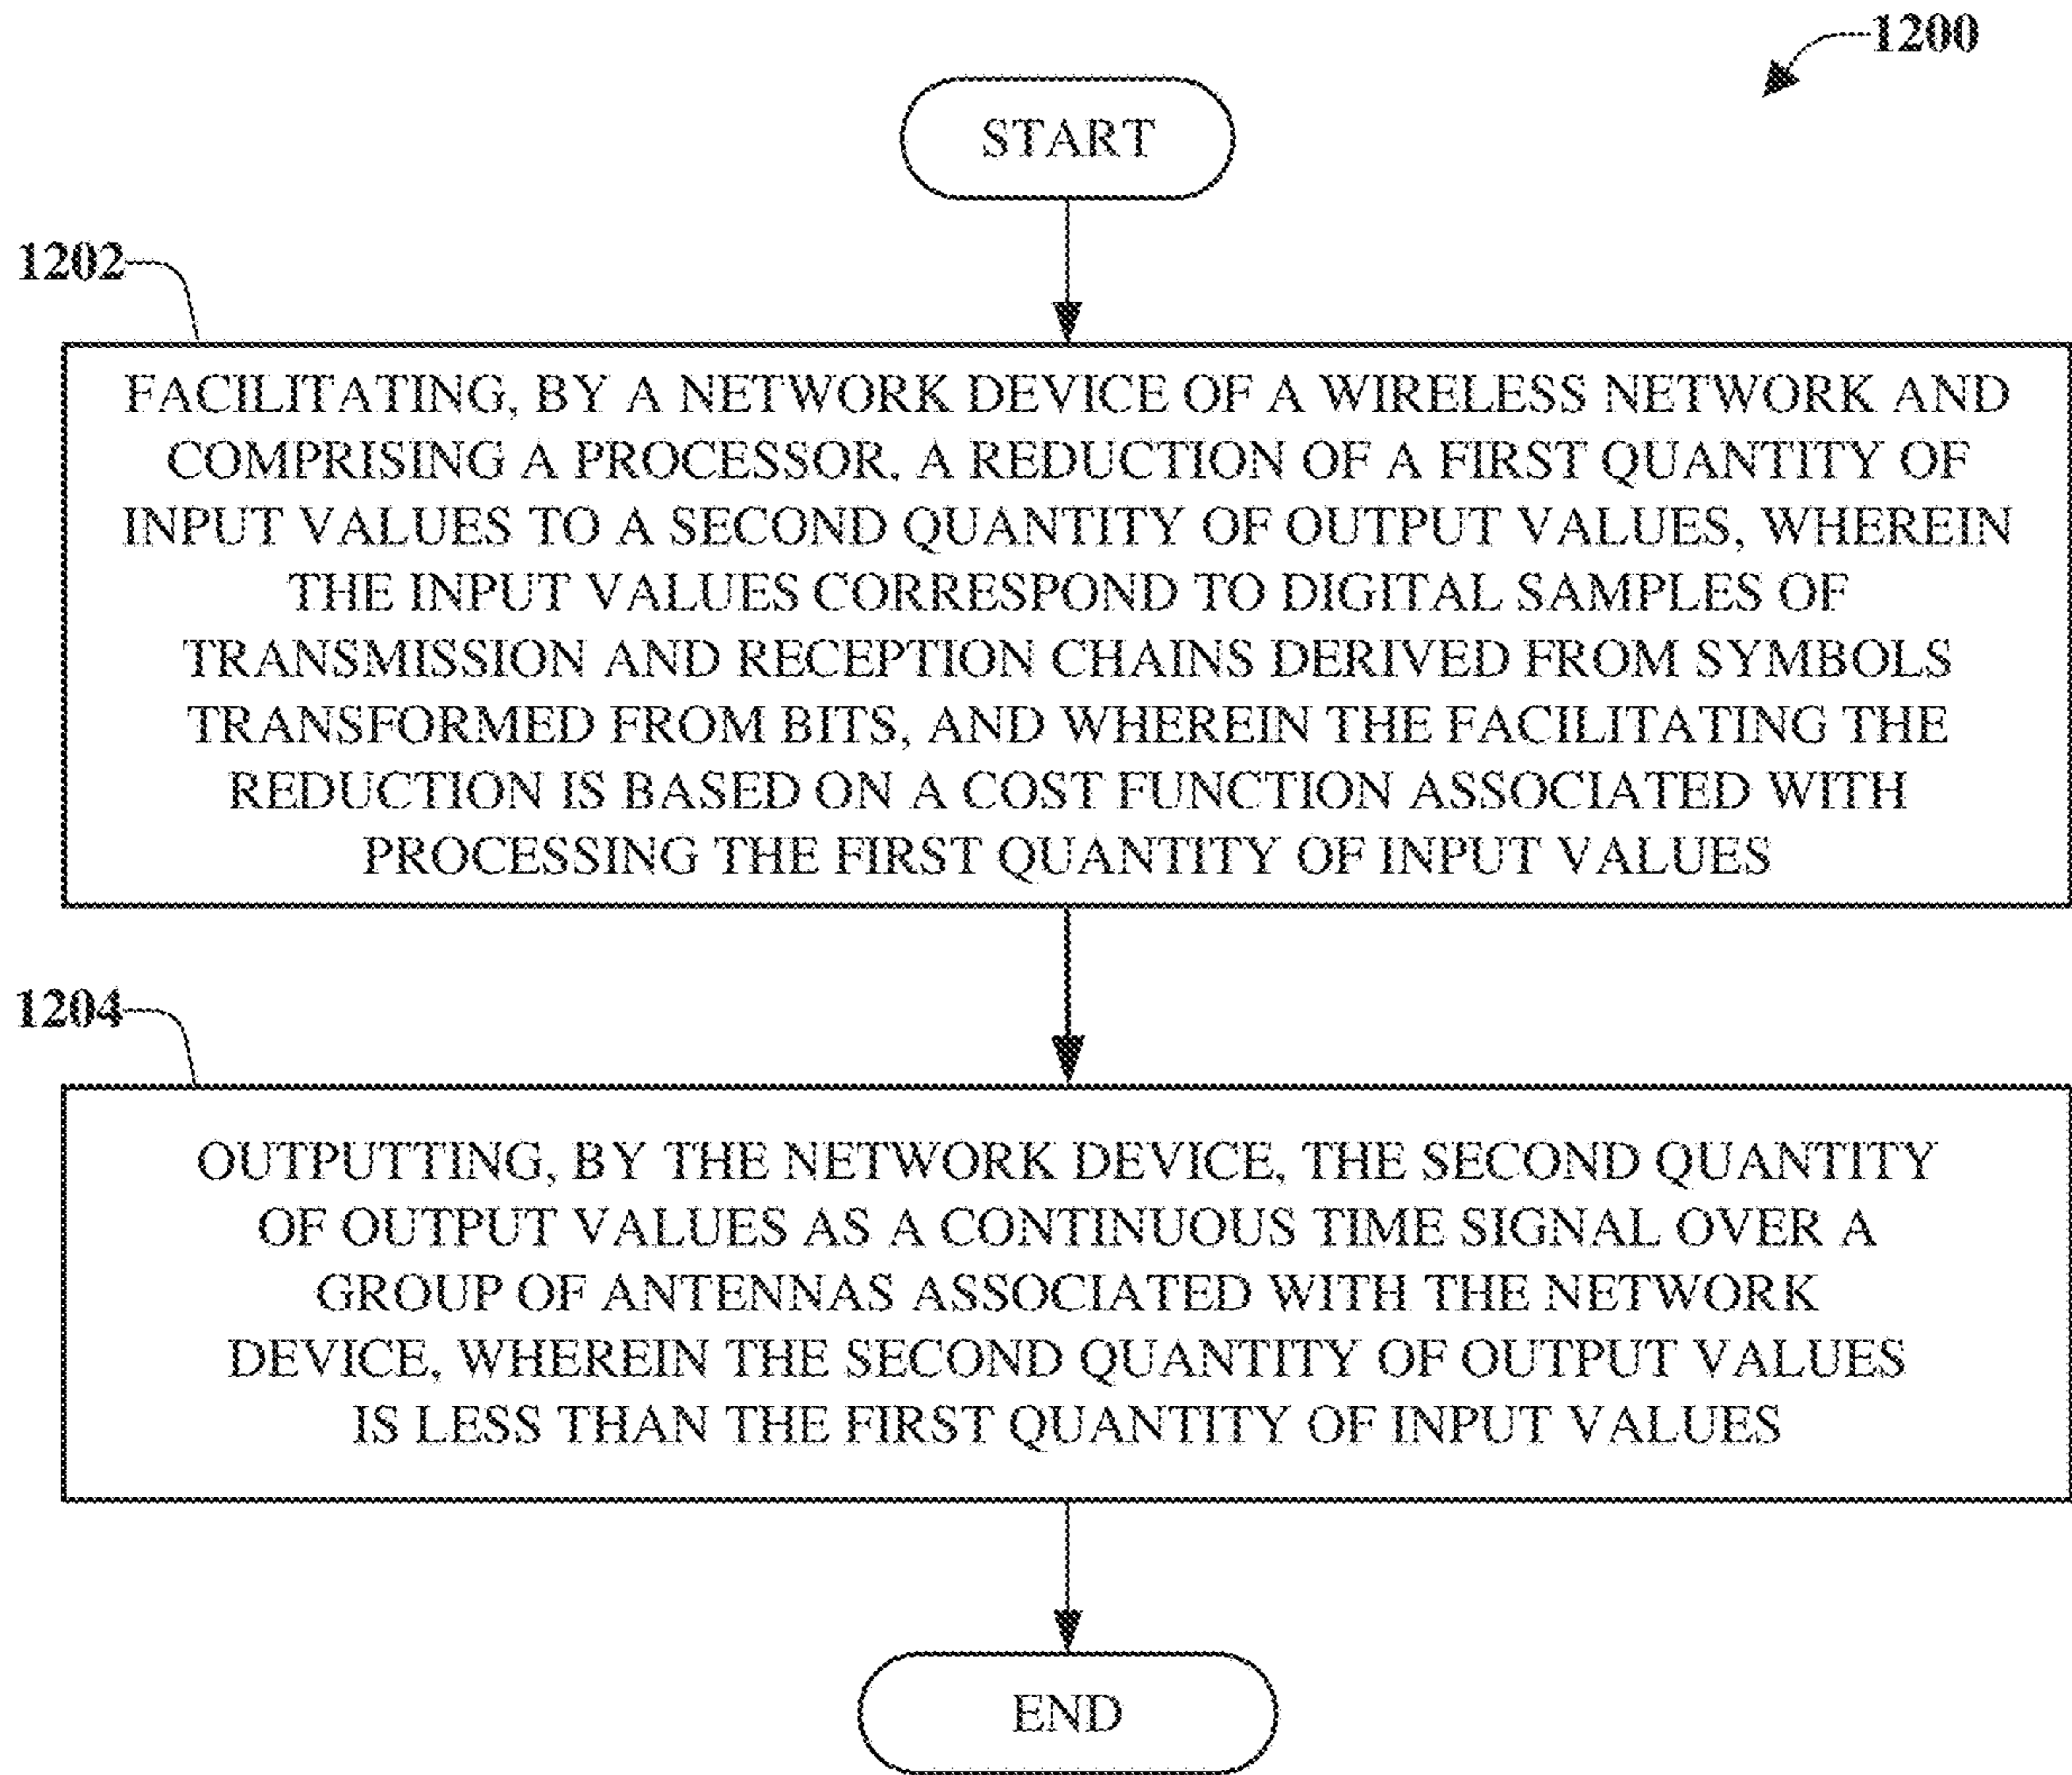 1200
START
1202
FACILITATING, BY A NETWORK DEVICE OF A WIRELESS NETWORK AND
COMPRISING A PROCESSOR, A REDUCTION OF A FIRST QUANTITY OF
INPUT VALUES TO A SECOND QUANTITY OF OUTPUT VALUES, WHEREIN
THE INPUT VALUES CORRESPOND TO DIGITAL SAMPLES OF
TRANSMISSION AND RECEPTION CHAINS DERIVED FROM SYMBOLS
TRANSFORMED FROM BITS, AND WHEREIN THE FACILITATING THE
REDUCTION IS BASED ON A COST FUNCTION ASSOCIATED WITH
PROCESSING THE FIRST QUANTITY OF INPUT VALUES
1204
OUTPUTTING, BY THE NETWORK DEVICE, THE SECOND QUANTITY
OF OUTPUT VALUES AS A CONTINUOUS TIME SIGNAL OVER A
GROUP OF ANTENNAS ASSOCIATED WITH THE NETWORK
DEVICE, WHEREIN THE SECOND QUANTITY OF OUTPUT VALUES
IS LESS THAN THE FIRST QUANTITY OF INPUT VALUES
END